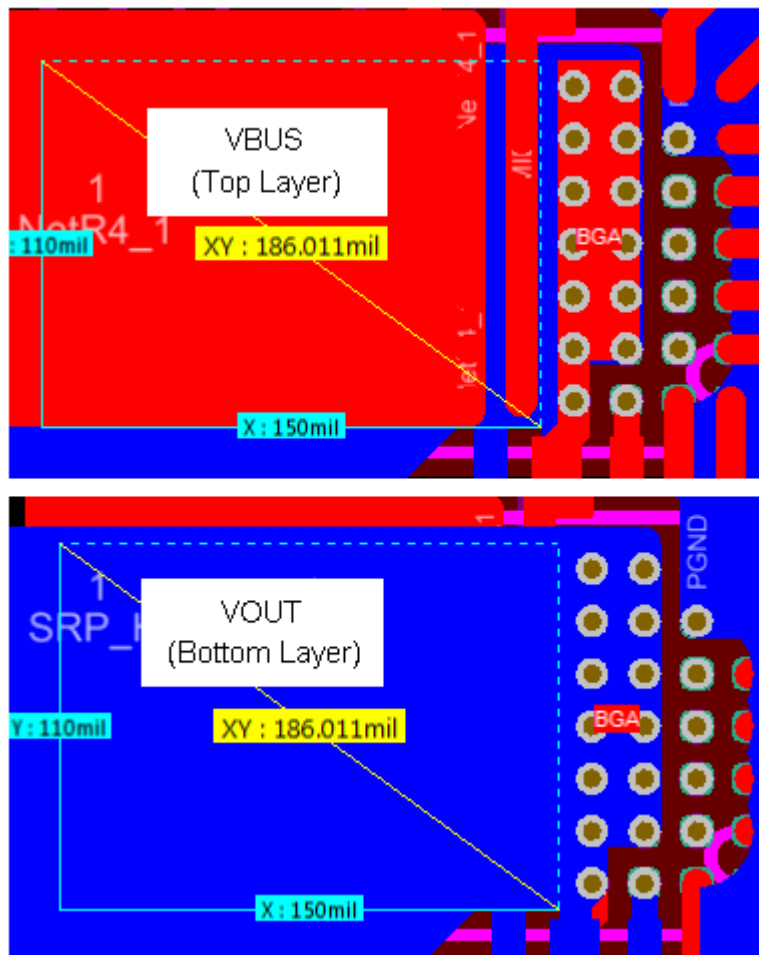 VBUS
(Top Layer)
1
NetR4_1
: 110mil
XY : 186.011mil
X : 150mil
BGA
1
VOUT
(Bottom Layer)
SRP_
Y : 110mil
XY : 186.011mil
X : 150mil
BGA
PGND
1